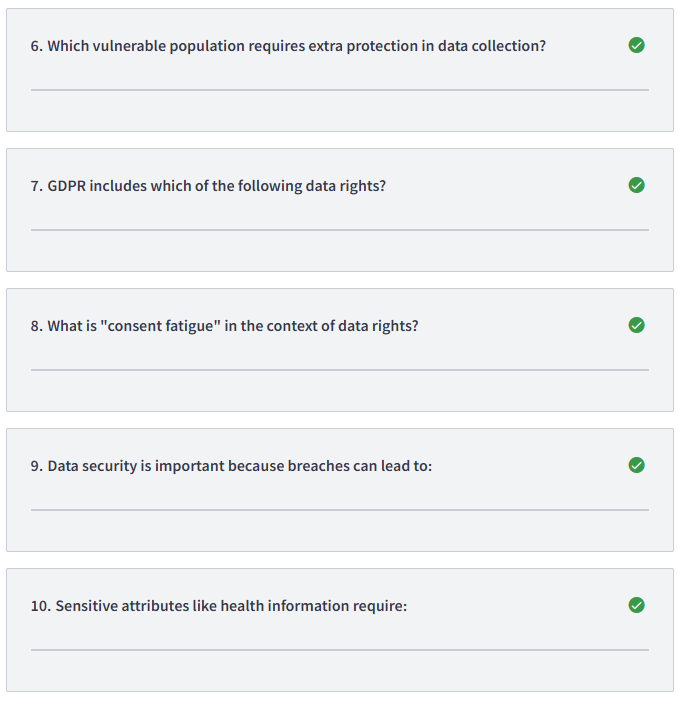 6. Which vulnerable population requires extra protection in data collection?
7. GDPR includes which of the following data rights?
8. What is "consent fatigue" in the context of data rights?
9. Data security is important because breaches can lead to:
10. Sensitive attributes like health information require: